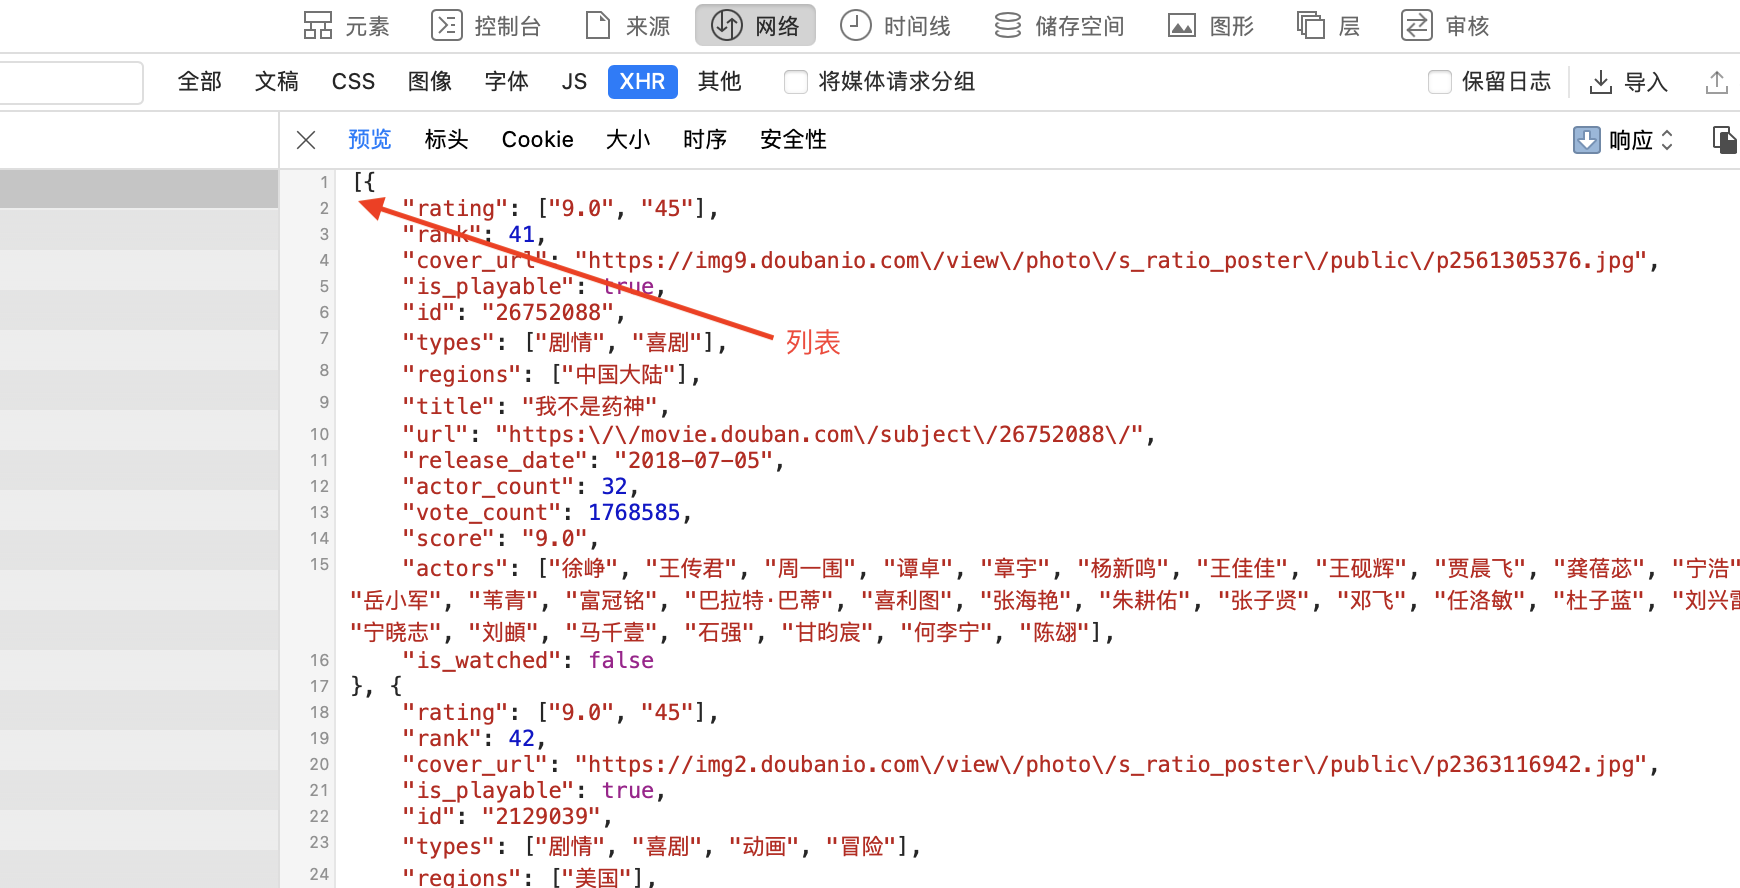 元素 控制台 来源 网络 时间线 储存空间 图形 层 审核
全部 文稿 CSS 图像 字体 JS XHR 其他 将媒体请求分组 保留日志 导入
预览 标头 Cookie 大小 时序 安全性 响应
1 [{
2 "rating": ["9.0", "45"],
3 "rank": 41,
4 "cover_url": "https://img9.doubanio.com\/view\/photo\/s_ratio_poster\/public\/p2561305376.jpg",
5 "is_playable": true,
6 "id": "26752088",
7 "types": ["剧情", "喜剧"],
列表
8 "regions": ["中国大陆"],
9 "title": "我不是药神",
10 "url": "https:\/\/movie.douban.com\/subject\/26752088\/",
11 "release_date": "2018-07-05",
12 "actor_count": 32,
13 "vote_count": 1768585,
14 "score": "9.0",
15 "actors": ["徐峥", "王传君", "周一围", "谭卓", "章宇", "杨新鸣", "王佳佳", "王砚辉", "贾晨飞", "龚蓓苾", "宁浩"
"岳小军", "苇青", "富冠铭", "巴拉特·巴蒂", "喜利图", "张海艳", "朱耕佑", "张子贤", "邓飞", "任洛敏", "杜子蓝", "刘兴雷
"宁晓志", "刘頔", "马千壹", "石强", "甘昀宸", "何李宁", "陈翃"],
16 "is_watched": false
17 }, {
18 "rating": ["9.0", "45"],
19 "rank": 42,
20 "cover_url": "https://img2.doubanio.com\/view\/photo\/s_ratio_poster\/public\/p2363116942.jpg",
21 "is_playable": true,
22 "id": "2129039",
23 "types": ["剧情", "喜剧", "动画", "冒险"],
24 "regions": ["美国"],